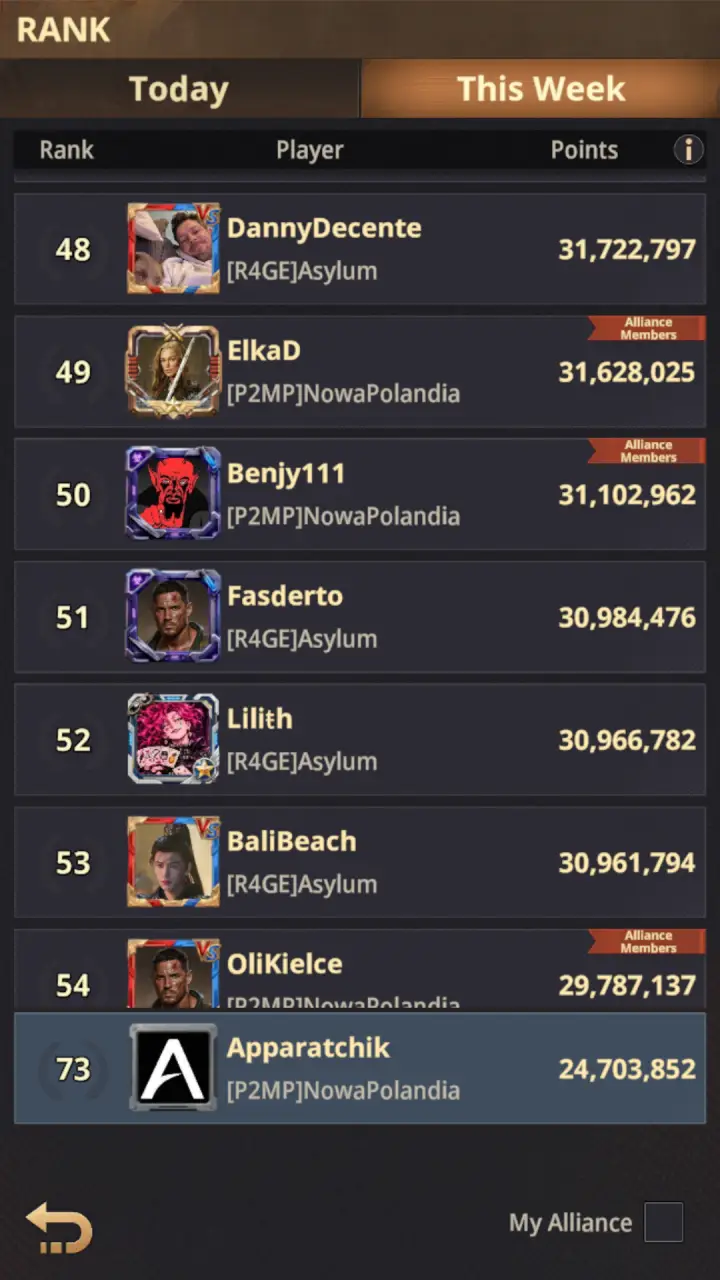 RANK
Today
This Week
Rank
Player
Points
48
DannyDecente
[R4GE]Asylum
31,722,797
Alliance
Members
49
ElkaD
[P2MP]NowaPolandia
31,628,025
Alliance
Members
50
Benjy111
[P2MP]NowaPolandia
31,102,962
51
Fasderto
[R4GE]Asylum
30,984,476
52
Liliŧh
[R4GE]Asylum
30,966,782
53
BaliBeach
[R4GE]Asylum
30,961,794
Alliance
Members
54
OliKielce
[P2MP]NowaPolandia
29,787,137
73
Apparatchik
[P2MP]NowaPolandia
24,703,852
My Alliance